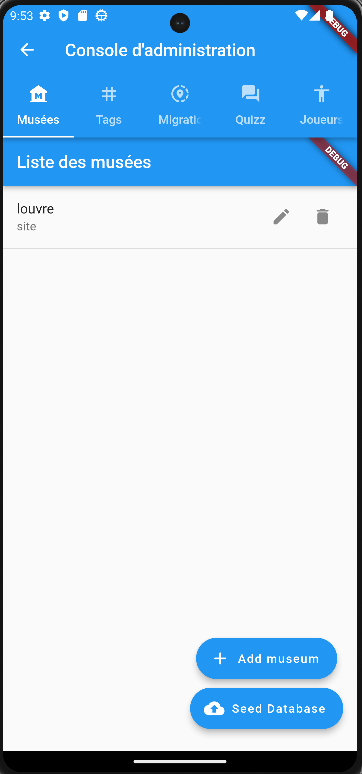 9:53
DEBUG
Console d'administration
Musées
Tags
Migratic
Quizz
Joueurs
Liste des musées
DEBUG
louvre
site
Add museum
Seed Database